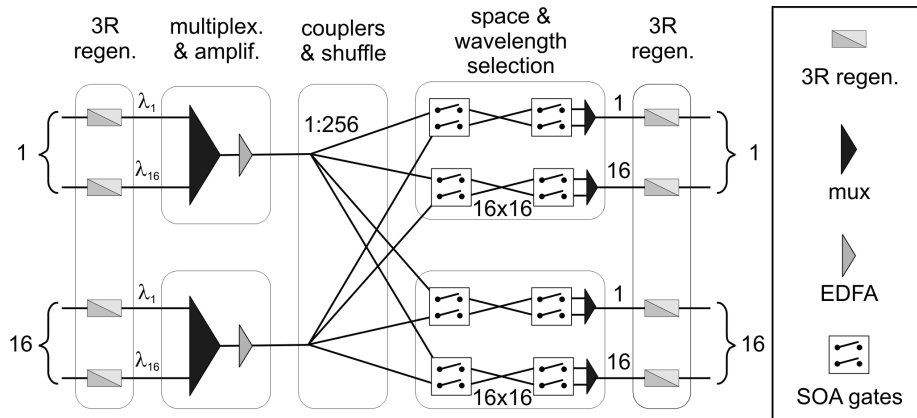 3R
regen.
multiplex.
& amplif.
couplers
& shuffle
space &
wavelength
selection
3R
regen.
λ1
1:256
1
1
1
λ16
16
16x16
λ1
1
16
16
λ16
16
16x16
3R regen.
mux
EDFA
SOA gates